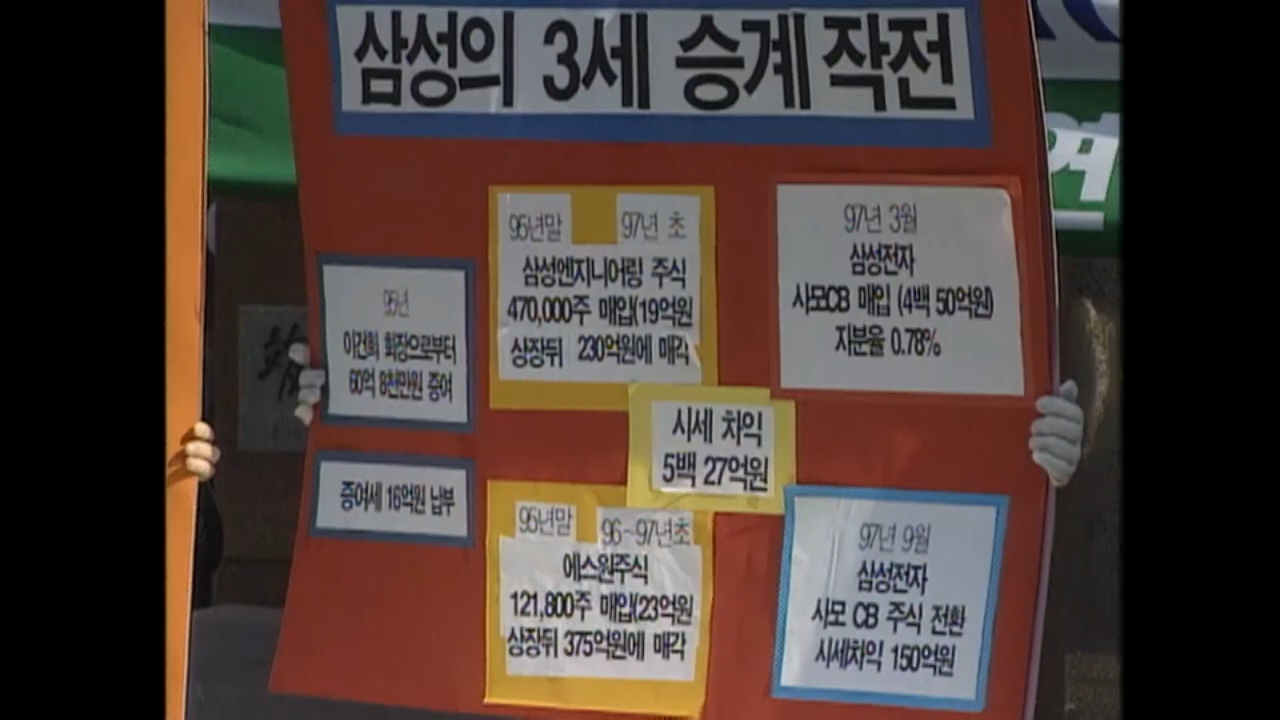 삼성의 3세 승계 작전
95년
이건희 회장으로부터
60억 8천만원 증여
증여세 16억원 납부
95년말 97년 초
삼성엔지니어링 주식
470,000주 매입(19억원
상장뒤 230억원에 매각
시세 차익
5백 27억원
95년말 96~97년초
에스원주식
121,800주 매입(23억원
상장뒤 375억원에 매각
97년 3월
삼성전자
사모CB 매입 (4백 50억원)
지분율 0.78%
97년 9월
삼성전자
사모 CB 주식 전환
시세차익 150억원
역